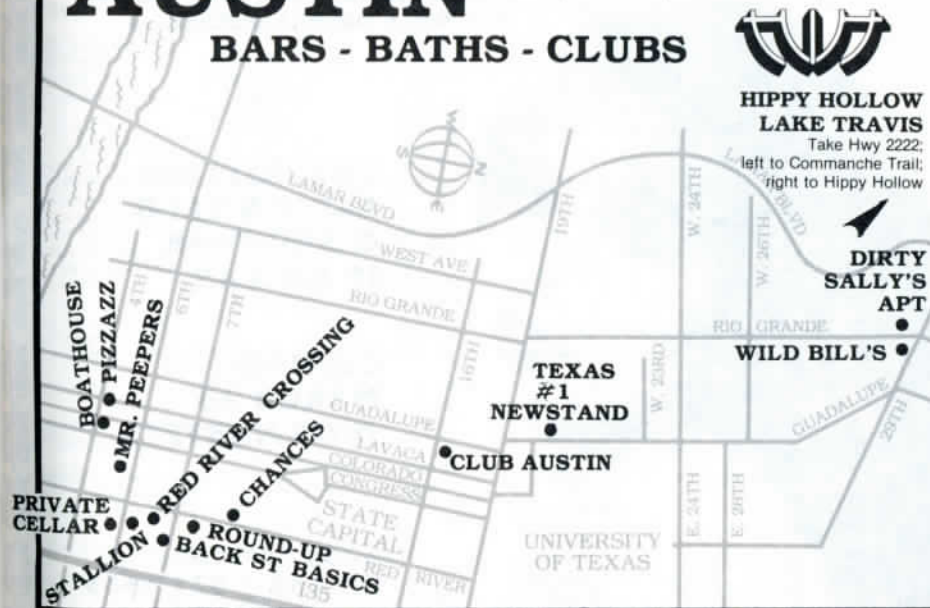 AUSTIN
BARS - BATHS - CLUBS
HIPPY HOLLOW
LAKE TRAVIS
Take Hwy 2222;
left to Commanche Trail;
right to Hippy Hollow
W
S
N
E
LAMAR BLVD
LAMAR BLVD
19TH
W. 24TH
W. 26TH
WEST AVE
RIO GRANDE
4TH
6TH
7TH
16TH
DIRTY
SALLY'S
APT
RIO GRANDE
WILD BILL'S
BOATHOUSE
PIZZAZZ
MR. PEEPERS
RED RIVER CROSSING
CHANCES
TEXAS
#1
NEWSTAND
W. 23RD
GUADALUPE
29TH
GUADALUPE
LAVACA
COLORADO
CONGRESS
CLUB AUSTIN
PRIVATE
CELLAR
STALLION
ROUND-UP
BACK ST BASICS
STATE
CAPITAL
RED RIVER
135
UNIVERSITY
OF TEXAS
E. 24TH
E. 26TH